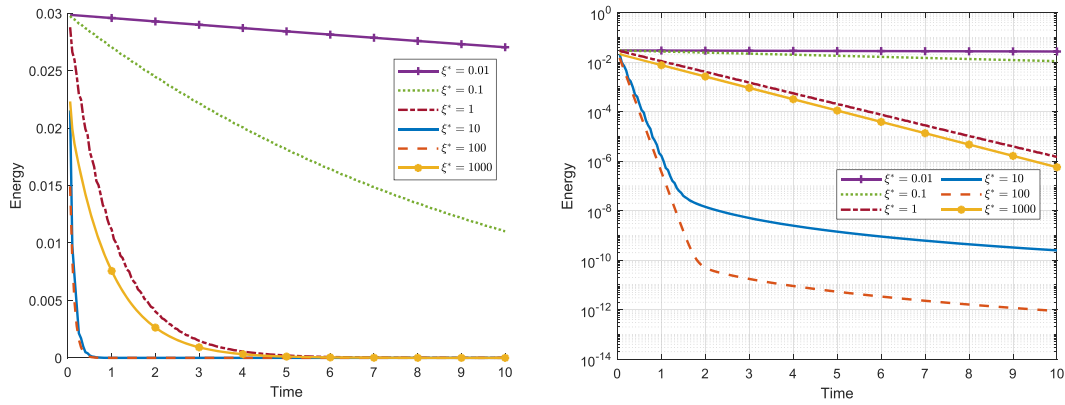 0.03
0.025
0.02
0.015
0.01
0.005
0
Energy
0 1 2 3 4 5 6 7 8 9 10
Time
ξ* = 0.01
ξ* = 0.1
ξ* = 1
ξ* = 10
ξ* = 100
ξ* = 1000
10^0
10^-2
10^-4
10^-6
10^-8
10^-10
10^-12
10^-14
Energy
0 1 2 3 4 5 6 7 8 9 10
Time
ξ* = 0.01 ξ* = 10
ξ* = 0.1 ξ* = 100
ξ* = 1 ξ* = 1000